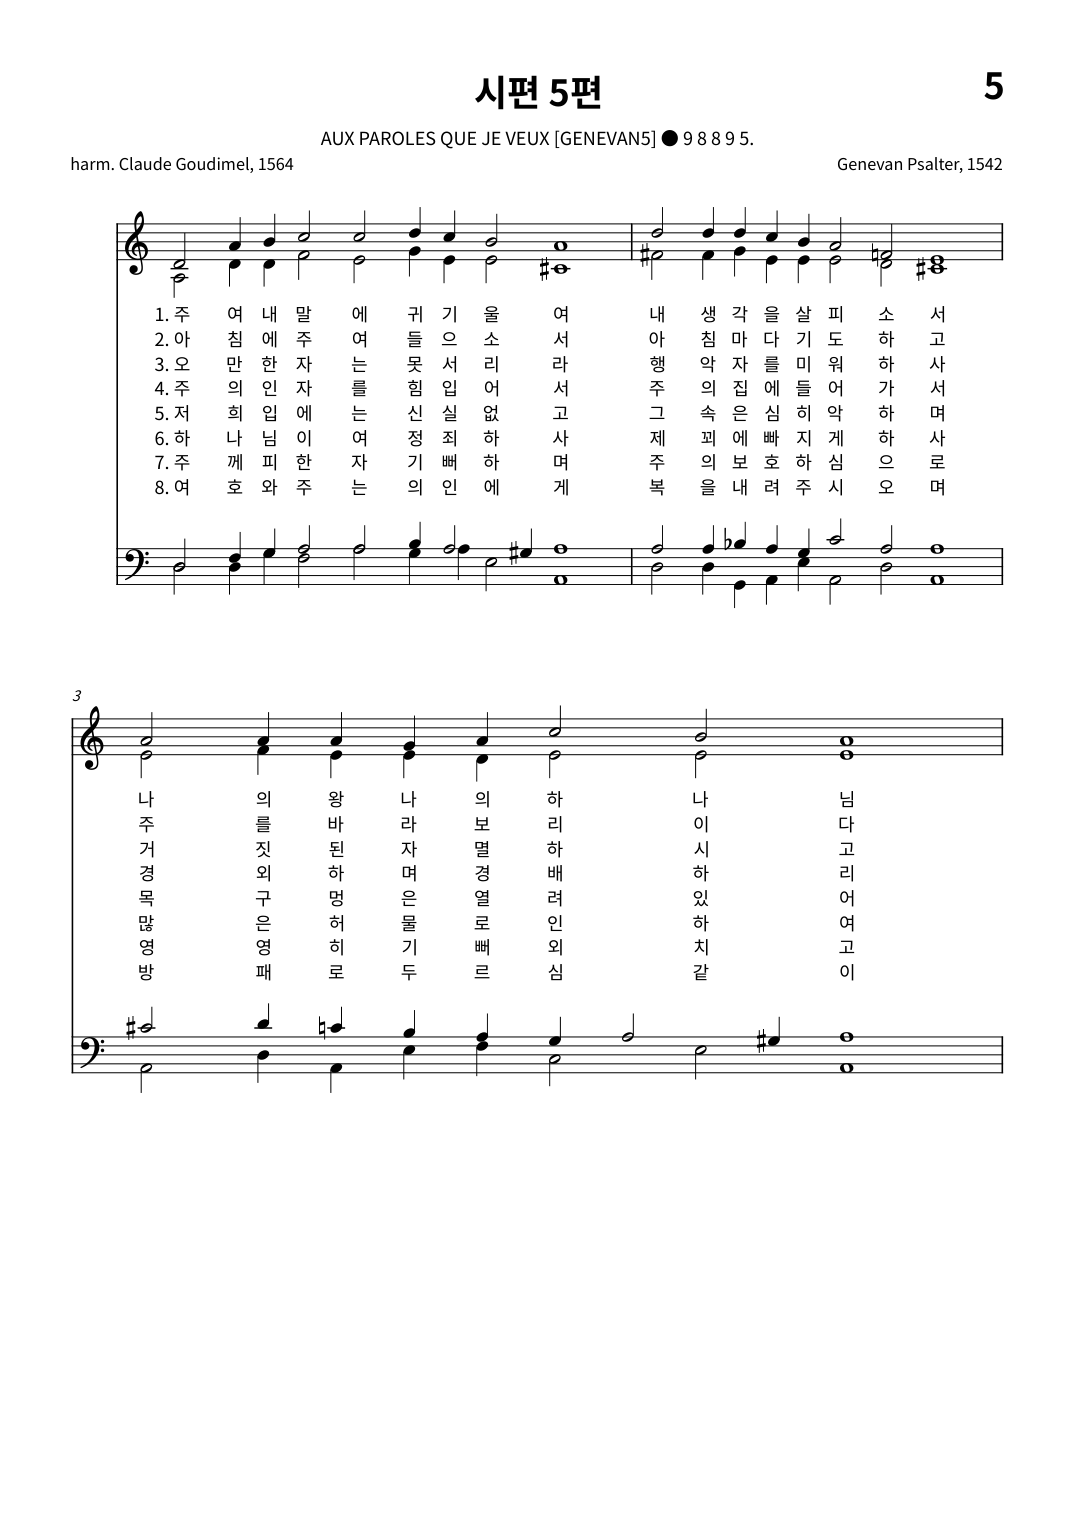 시편 5편
5
AUX PAROLES QUE JE VEUX [GENEVAN5] ● 9 8 8 9 5.
harm. Claude Goudimel, 1564
Genevan Psalter, 1542
1. 주 여 내 말 에 귀 기 울 여 내 생 각 을 살 피 소 서
2. 아 침 에 주 여 들 으 소 서 아 침 마 다 기 도 하 고
3. 오 만 한 자 는 못 서 리 라 행 악 자 를 미 워 하 사
4. 주 의 인 자 를 힘 입 어 서 주 의 집 에 들 어 가 서
5. 저 희 입 에 는 신 실 없 고 그 속 은 심 히 악 하 며
6. 하 나 님 이 여 정 죄 하 사 제 꾀 에 빠 지 게 하 사
7. 주 께 피 한 자 기 뻐 하 며 주 의 보 호 하 심 으 로
8. 여 호 와 주 는 의 인 에 게 복 을 내 려 주 시 오 며
3
나 의 왕 나 의 하 나 님
주 를 바 라 보 리 이 다
거 짓 된 자 멸 하 시 고
경 외 하 며 경 배 하 리
목 구 멍 은 열 려 있 어
많 은 허 물 로 인 하 여
영 영 히 기 뻐 외 치 고
방 패 로 두 르 심 같 이